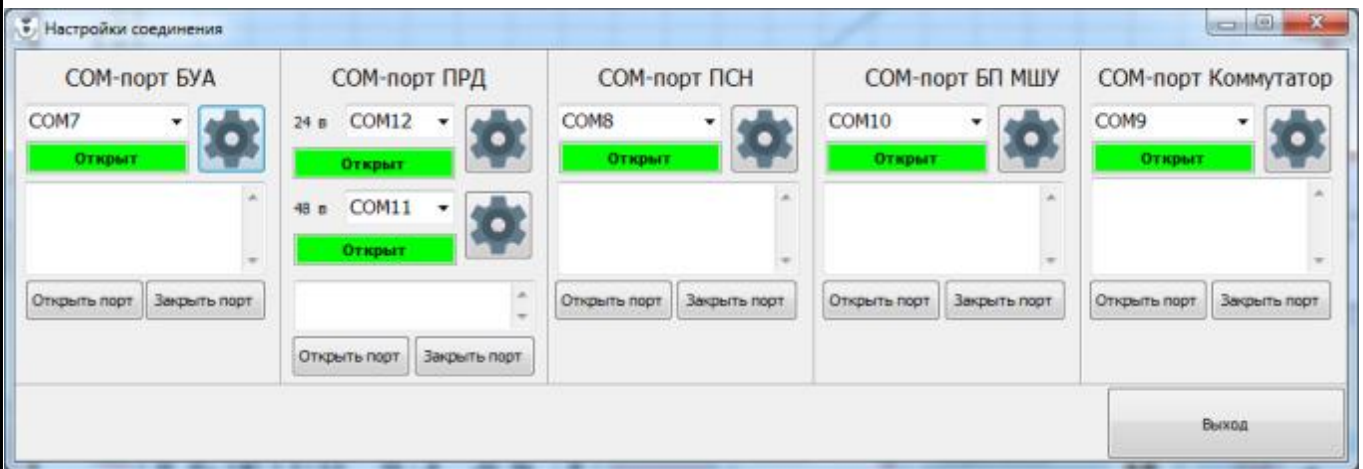 Настройки соединения
COM-порт БУА
COM7
Открыт
Открыть порт Закрыть порт
COM-порт ПРД
24 в COM12
Открыт
48 в COM11
Открыт
Открыть порт Закрыть порт
COM-порт ПСН
COM8
Открыт
Открыть порт Закрыть порт
COM-порт БП МШУ
COM10
Открыт
Открыть порт Закрыть порт
COM-порт Коммутатор
COM9
Открыт
Открыть порт Закрыть порт
Выход